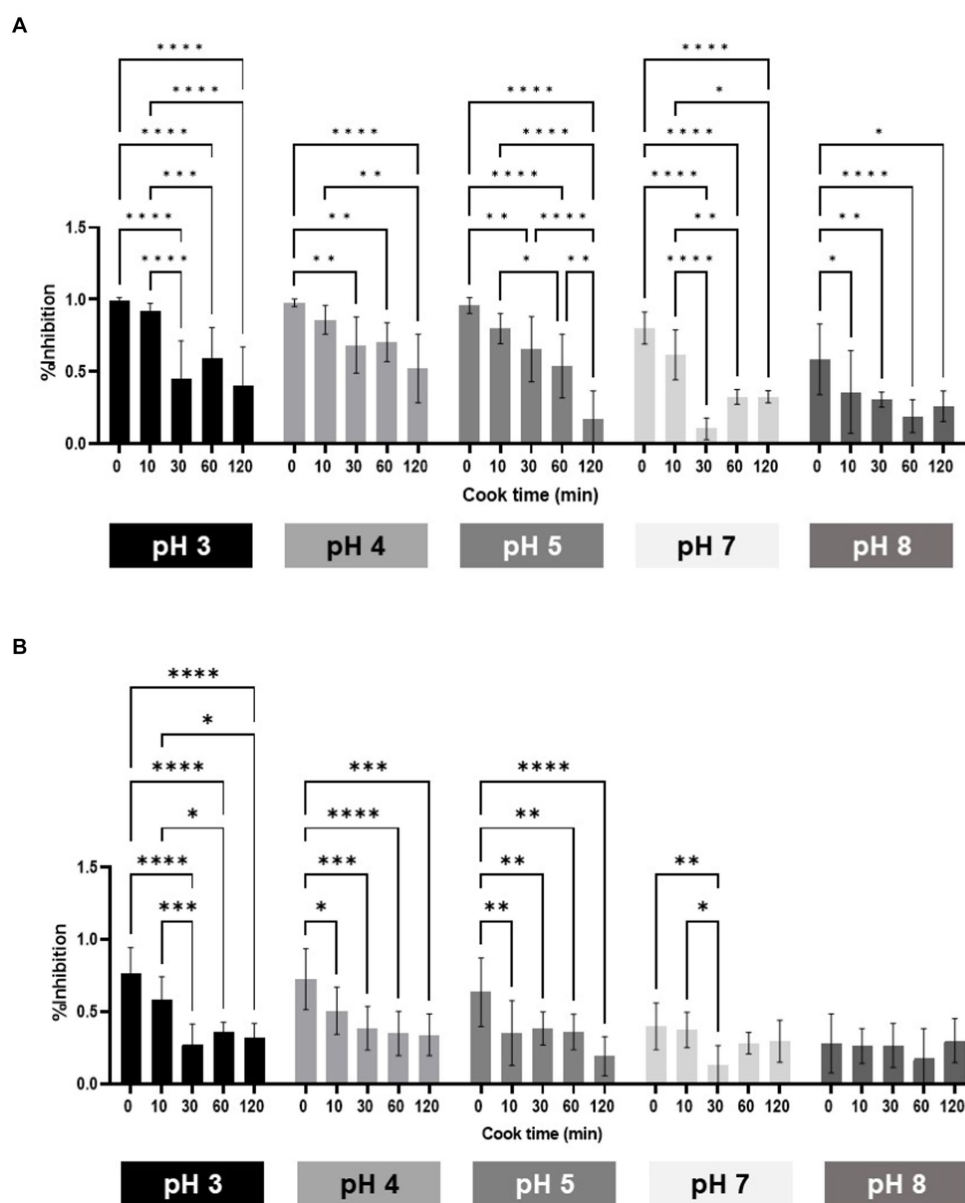 A
**** **** ****
**** * 
**** **** *
**** **** ****
*** ** **** ****
**** ** ** **** ** **** ** **
**** ** * ** **** *
1.5
1.0
0.5
0.0
%Inhibition
0 10 30 60 120 0 10 30 60 120 0 10 30 60 120 0 10 30 60 120 0 10 30 60 120
Cook time (min)
pH 3 pH 4 pH 5 pH 7 pH 8
B
****
*
**** *** ****
* **** **
**** *** ** **
*** * ** *
1.5
1.0
0.5
0.0
%Inhibition
0 10 30 60 120 0 10 30 60 120 0 10 30 60 120 0 10 30 60 120 0 10 30 60 120
Cook time (min)
pH 3 pH 4 pH 5 pH 7 pH 8